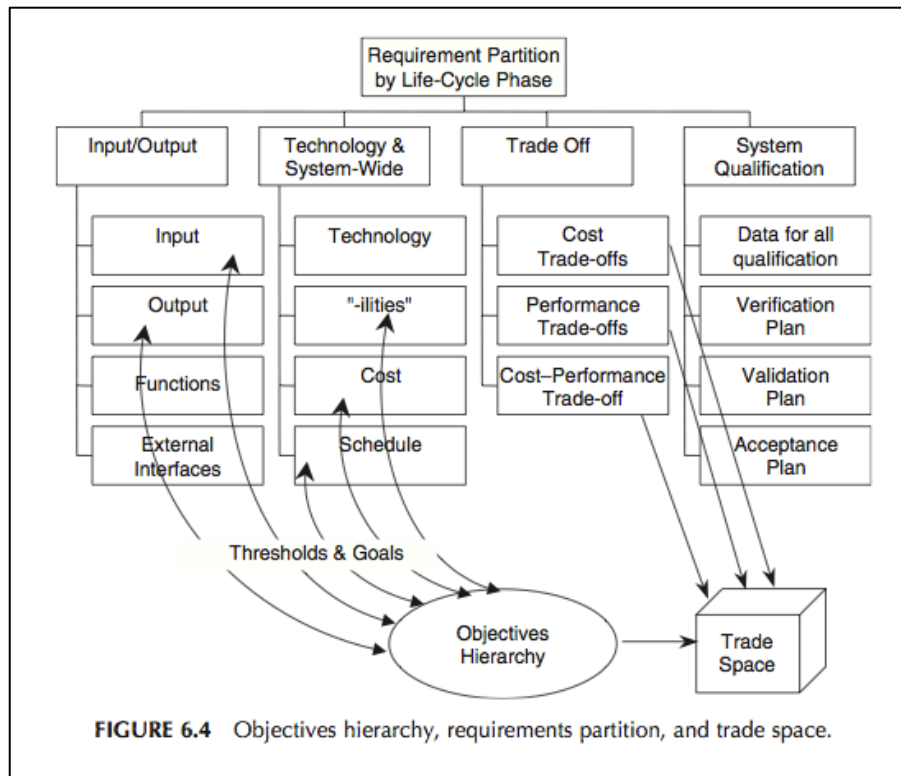 Requirement Partition
by Life-Cycle Phase
Input/Output
Technology &
System-Wide
Trade Off
System
Qualification
Input
Output
Functions
External
Interfaces
Technology
"-ilities"
Cost
Schedule
Cost
Trade-offs
Performance
Trade-offs
Cost–Performance
Trade-off
Data for all
qualification
Verification
Plan
Validation
Plan
Acceptance
Plan
Thresholds & Goals
Objectives
Hierarchy
Trade
Space
FIGURE 6.4 Objectives hierarchy, requirements partition, and trade space.